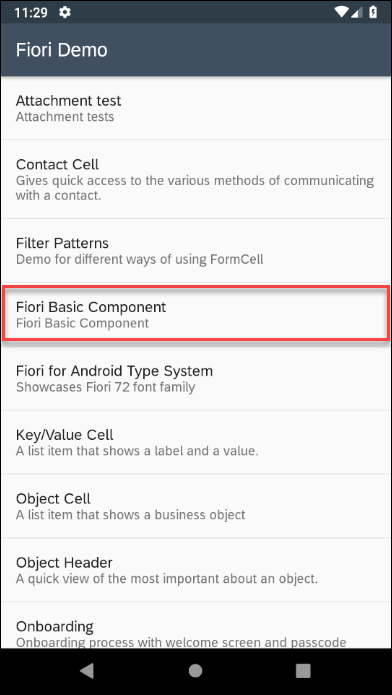 11:29
Fiori Demo
Attachment test
Attachment tests
Contact Cell
Gives quick access to the various methods of communicating
with a contact.
Filter Patterns
Demo for different ways of using FormCell
Fiori Basic Component
Fiori Basic Component
Fiori for Android Type System
Showcases Fiori 72 font family
Key/Value Cell
A list item that shows a label and a value.
Object Cell
A list item that shows a business object
Object Header
A quick view of the most important about an object.
Onboarding
Onboarding process with welcome screen and passcode